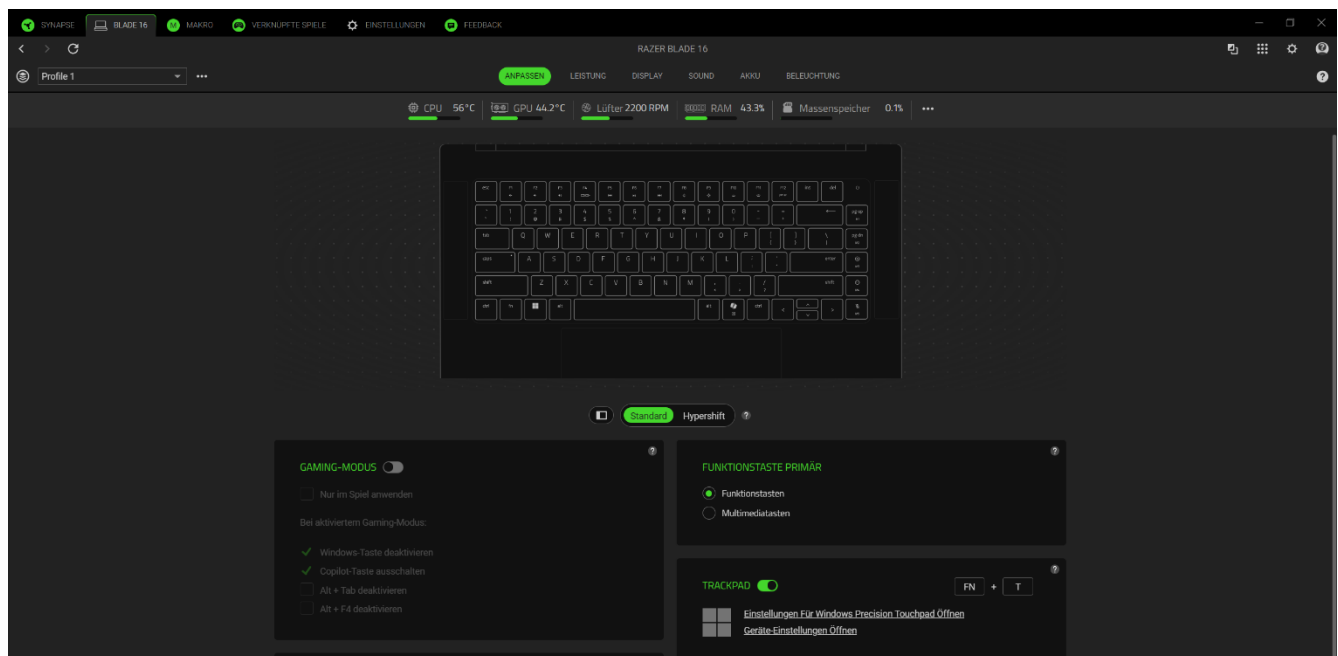 SYNAPSE BLADE 16 MAKRO VERKNÜPFTE SPIELE EINSTELLUNGEN FEEDBACK
RAZER BLADE 16
Profile 1 ANPASSEN LEISTUNG DISPLAY SOUND AKKU BELEUCHTUNG
CPU 56°C GPU 44.2°C Lüfter 2200 RPM RAM 43.3% Massenspeicher 0.1%
Q W E R T Y U I O P
A S D F G H J K L
Z X C V B N M
Standard Hypershift
GAMING-MODUS
Nur im Spiel anwenden
Bei aktiviertem Gaming-Modus:
Windows-Taste deaktivieren
Copilot-Taste ausschalten
Alt + Tab deaktivieren
Alt + F4 deaktivieren
FUNKTIONSTASTE PRIMÄR
Funktionstasten
Multimediatasten
TRACKPAD FN + T
Einstellungen Für Windows Precision Touchpad Öffnen
Geräte-Einstellungen Öffnen